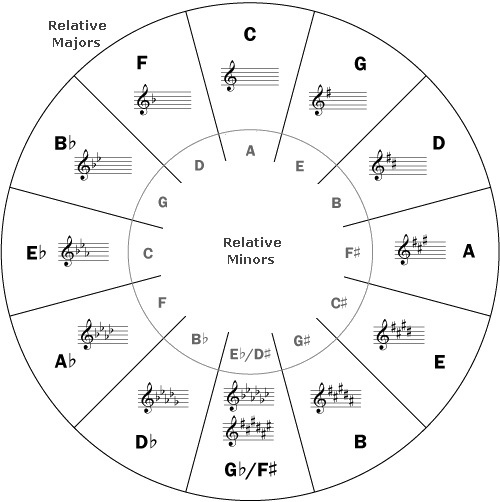 Relative
Majors
C
G
D
A
E
B
G♭/F♯
D♭
A♭
E♭
B♭
F
A
E
B
F♯
C♯
G♯
E♭/D♯
B♭
F
C
G
D
Relative
Minors